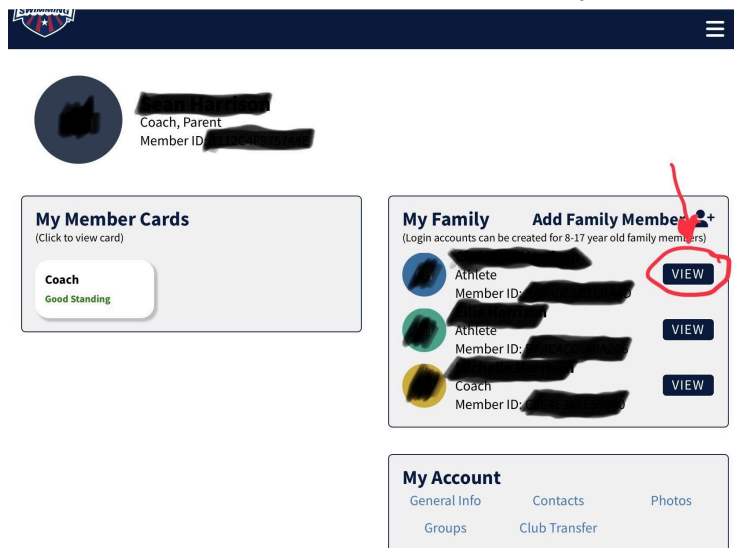 SWIMMING
Coach, Parent
Member ID:
My Member Cards
(Click to view card)
Coach
Good Standing
My Family Add Family Member
(Login accounts can be created for 8-17 year old family members)
Athlete
Member ID:
VIEW
Athlete
Member ID:
VIEW
Coach
Member ID:
VIEW
My Account
General Info Contacts Photos
Groups Club Transfer